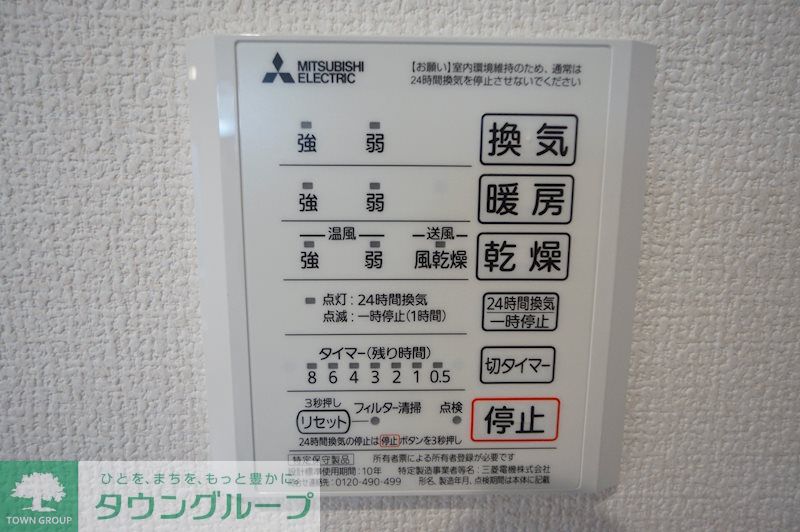 MITSUBISHI
ELECTRIC
【お願い】室内環境維持のため、通常は
24時間換気を停止させないでください
強 弱 換気
強 弱 暖房
温風 送風
強 弱 風乾燥 乾燥
点灯:24時間換気
点滅:一時停止(1時間)
24時間換気
一時停止
タイマー(残り時間)
8 6 4 3 2 1 0.5
切タイマー
3秒押し
リセット フィルター清掃 点検
停止
24時間換気の停止は停止ボタンを3秒押し
特定保守製品 所有者票による所有者登録が必要です
設計標準使用期間:10年 特定製造事業者等名:三菱電機株式会社
0120-490-499 形名、製造年月、点検期間は本体に記載
TOWN GROUP
ひとを、まちを、もっと豊かに。
タウングループ